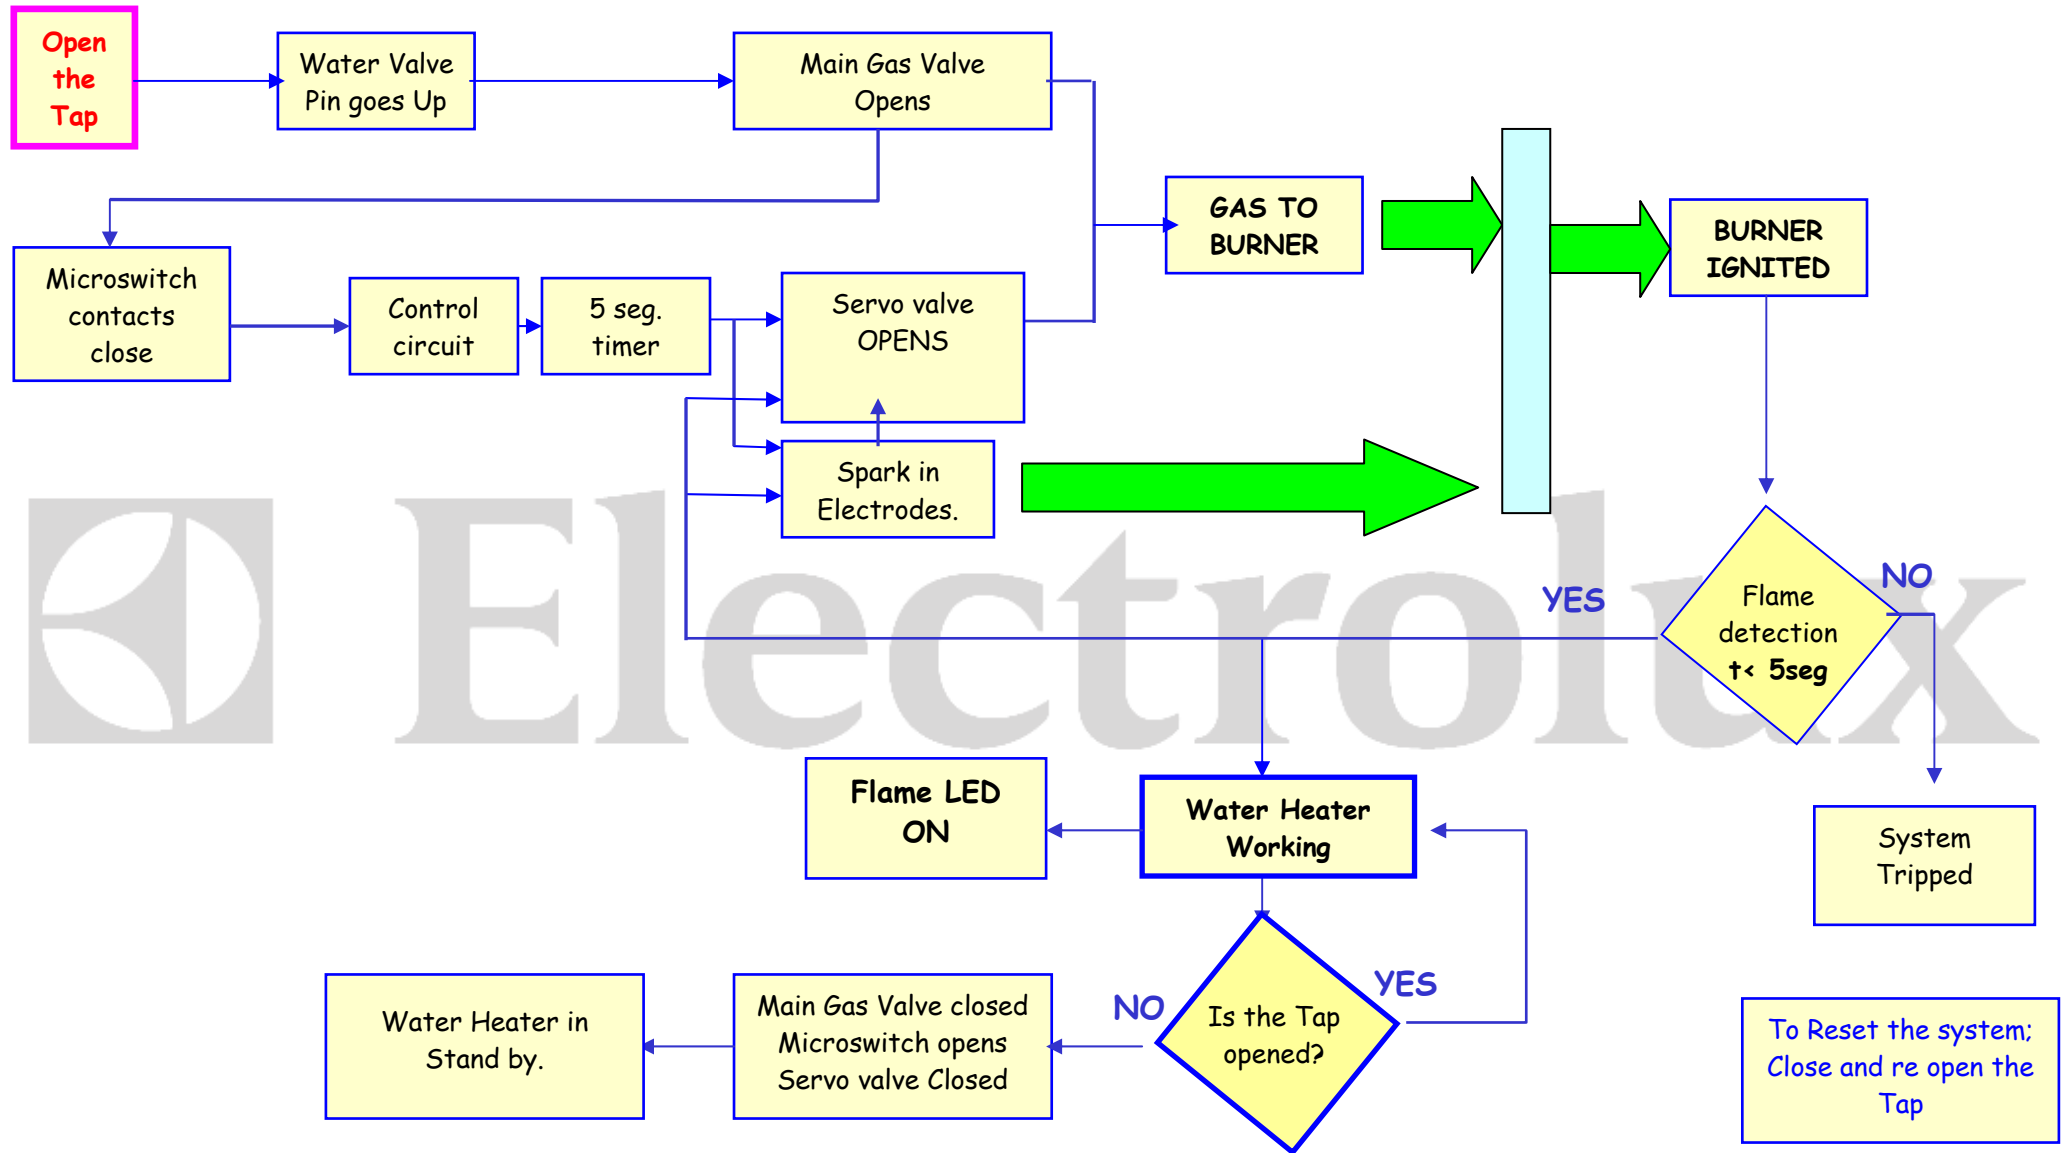 Open
the
Tap
Water Valve
Pin goes Up
Main Gas Valve
Opens
GAS TO
BURNER
BURNER
IGNITED
Microswitch
contacts
close
Control
circuit
5 seg.
timer
Servo valve
OPENS
Spark in
Electrodes.
Electrolux
YES
NO
Flame
detection
t< 5seg
Flame LED
ON
Water Heater
Working
System
Tripped
Water Heater in
Stand by.
Main Gas Valve closed
Microswitch opens
Servo valve Closed
NO
Is the Tap
opened?
YES
To Reset the system;
Close and re open the
Tap